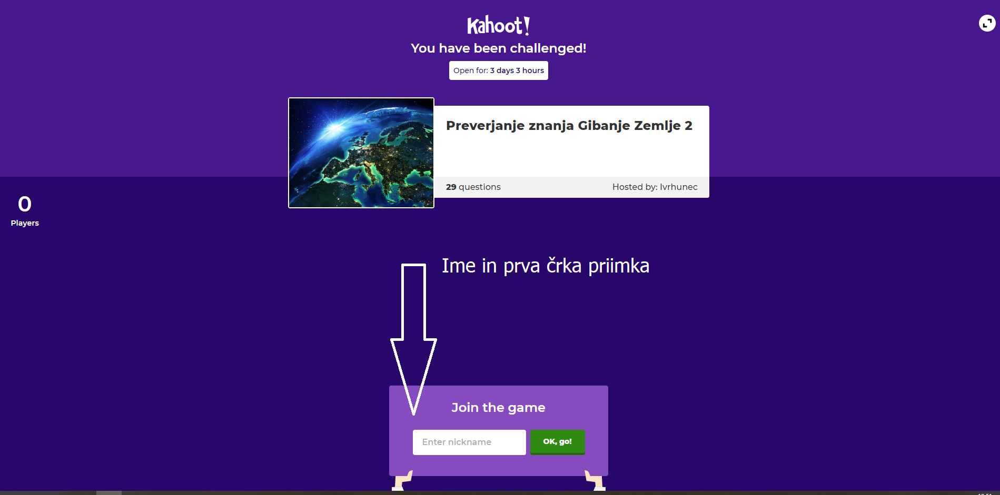 Kahoot!
You have been challenged!
Open for: 3 days 3 hours
Preverjanje znanja Gibanje Zemlje 2
29 questions
Hosted by: Ivrhunec
0
Players
Ime in prva črka priimka
Join the game
Enter nickname
OK, go!